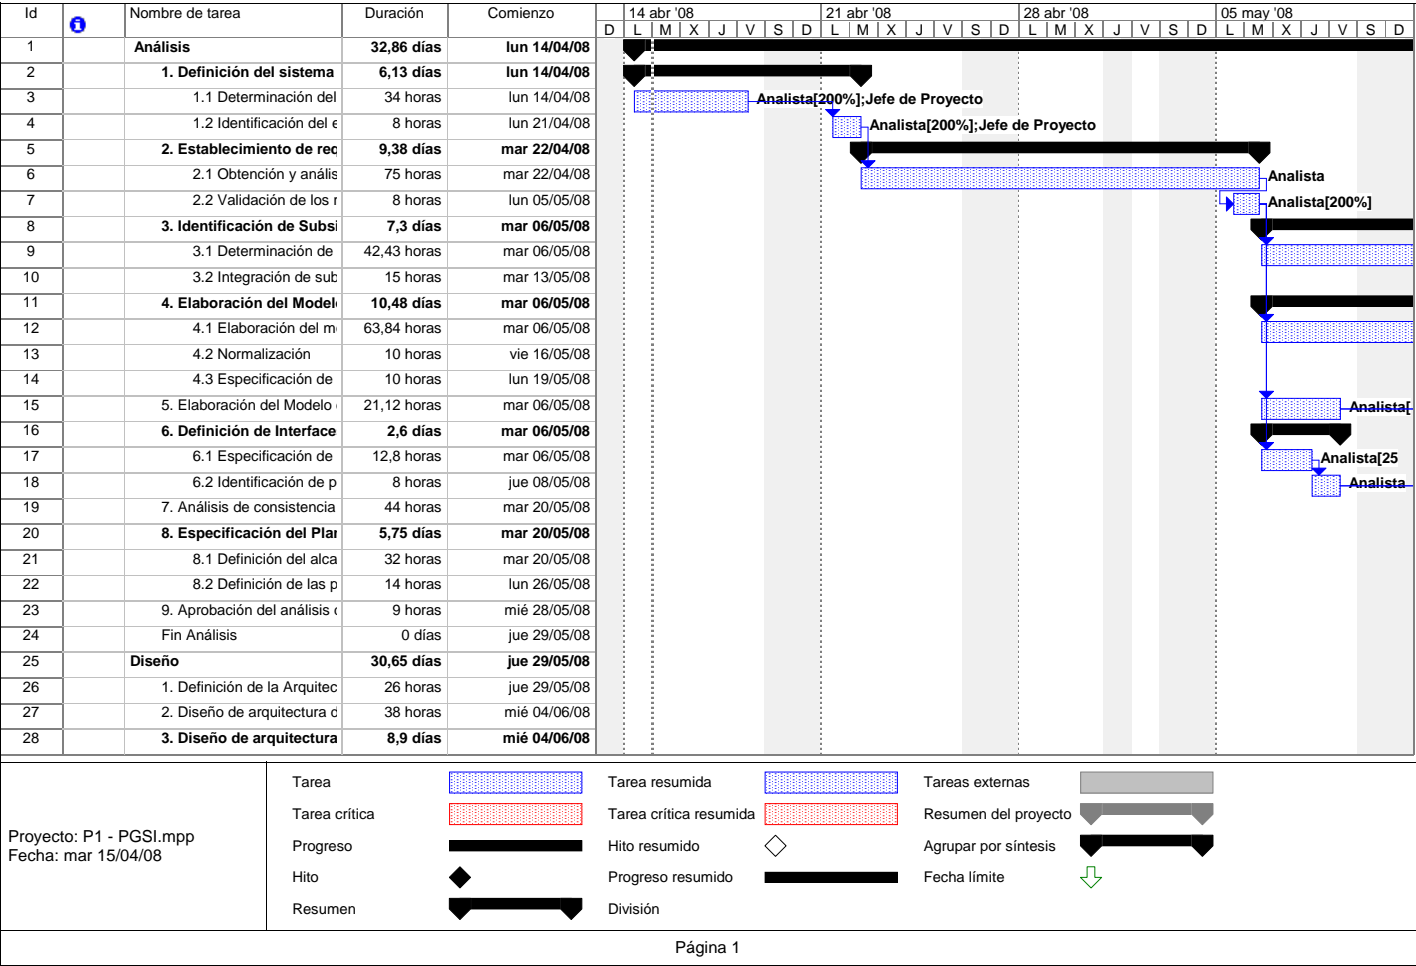 Id Nombre de tarea Duración Comienzo 14 abr '08 21 abr '08 28 abr '08 05 may '08
D L M X J V S D L M X J V S D L M X J V S D L M X J V S D
1 Análisis 32,86 días lun 14/04/08
2 1. Definición del sistema 6,13 días lun 14/04/08
3 1.1 Determinación del 34 horas lun 14/04/08 Analista[200%];Jefe de Proyecto
4 1.2 Identificación del e 8 horas lun 21/04/08 Analista[200%];Jefe de Proyecto
5 2. Establecimiento de req 9,38 días mar 22/04/08
6 2.1 Obtención y anális 75 horas mar 22/04/08 Analista
7 2.2 Validación de los r 8 horas lun 05/05/08 Analista[200%]
8 3. Identificación de Subsi 7,3 días mar 06/05/08
9 3.1 Determinación de 42,43 horas mar 06/05/08
10 3.2 Integración de sub 15 horas mar 13/05/08
11 4. Elaboración del Model 10,48 días mar 06/05/08
12 4.1 Elaboración del m 63,84 horas mar 06/05/08
13 4.2 Normalización 10 horas vie 16/05/08
14 4.3 Especificación de 10 horas lun 19/05/08
15 5. Elaboración del Modelo 21,12 horas mar 06/05/08 Analista[
16 6. Definición de Interface 2,6 días mar 06/05/08
17 6.1 Especificación de 12,8 horas mar 06/05/08 Analista[25
18 6.2 Identificación de p 8 horas jue 08/05/08 Analista
19 7. Análisis de consistencia 44 horas mar 20/05/08
20 8. Especificación del Plan 5,75 días mar 20/05/08
21 8.1 Definición del alca 32 horas mar 20/05/08
22 8.2 Definición de las p 14 horas lun 26/05/08
23 9. Aprobación del análisis 9 horas mié 28/05/08
24 Fin Análisis 0 días jue 29/05/08
25 Diseño 30,65 días jue 29/05/08
26 1. Definición de la Arquitec 26 horas jue 29/05/08
27 2. Diseño de arquitectura d 38 horas mié 04/06/08
28 3. Diseño de arquitectura 8,9 días mié 04/06/08
Proyecto: P1 - PGSI.mpp
Fecha: mar 15/04/08
Tarea Tarea resumida Tareas externas
Tarea crítica Tarea crítica resumida Resumen del proyecto
Progreso Hito resumido Agrupar por síntesis
Hito Progreso resumido Fecha límite
Resumen División
Página 1